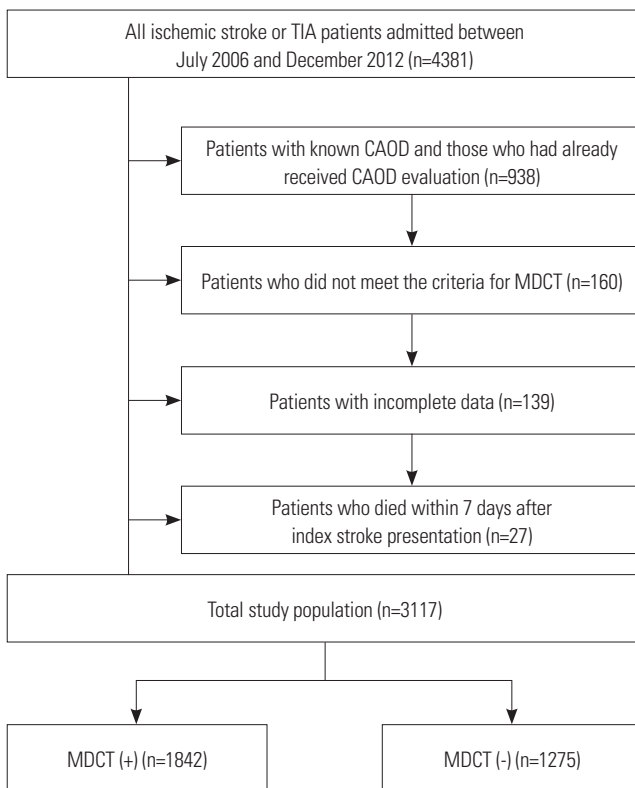 All ischemic stroke or TIA patients admitted between
July 2006 and December 2012 (n=4381)
Patients with known CAOD and those who had already
received CAOD evaluation (n=938)
Patients who did not meet the criteria for MDCT (n=160)
Patients with incomplete data (n=139)
Patients who died within 7 days after
index stroke presentation (n=27)
Total study population (n=3117)
MDCT (+) (n=1842)
MDCT (-) (n=1275)